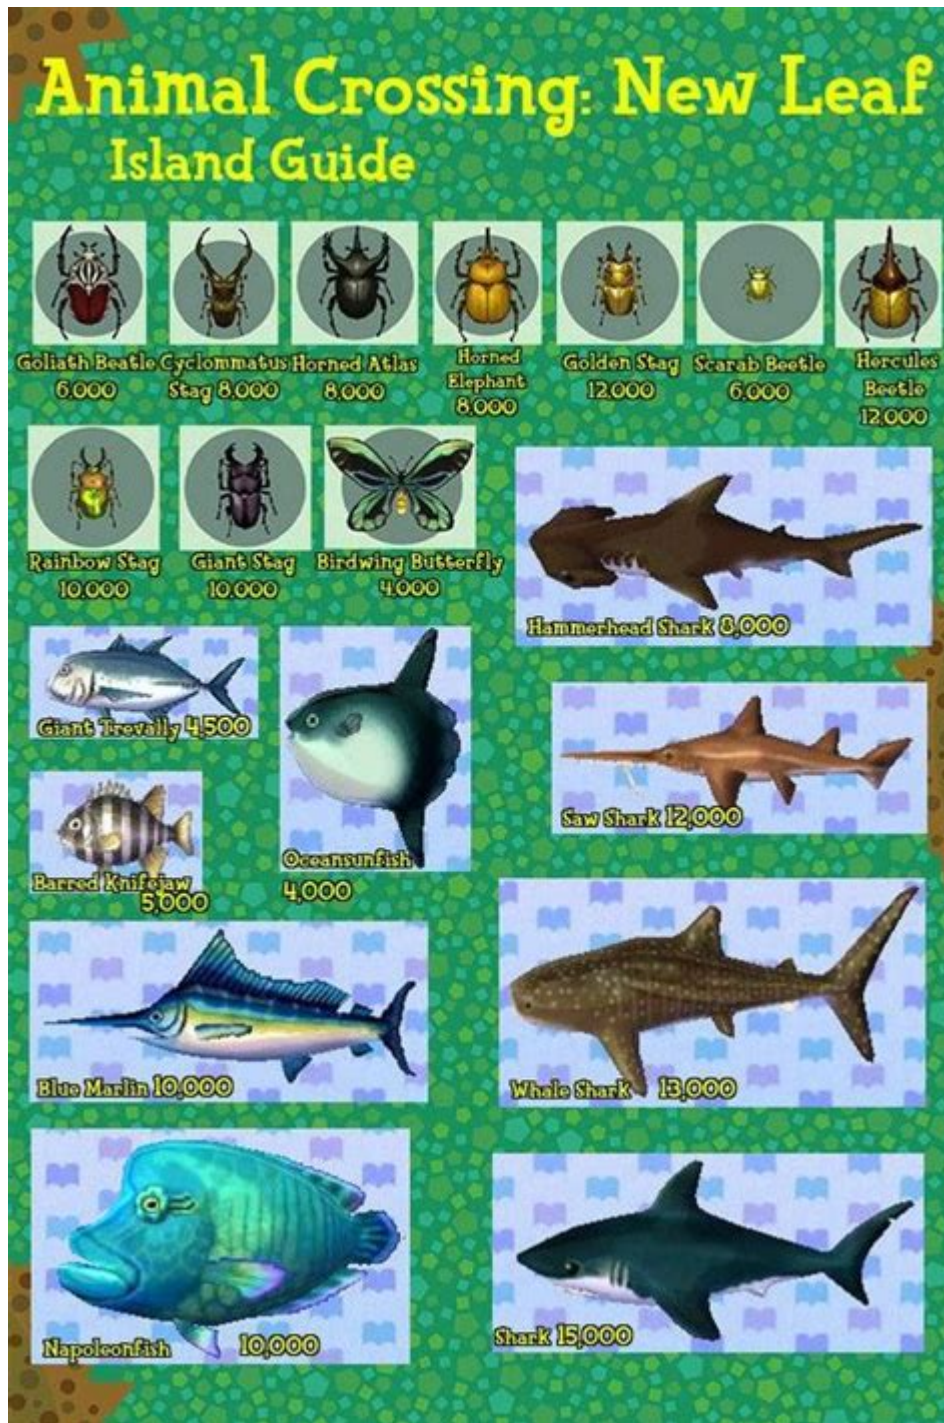 Animal Crossing: New Leaf
Island Guide
Goliath Beatle
6,000
Cyclommatus
Stag 8,000
Horned Atlas
8,000
Horned
Elephant
8,000
Golden Stag
12,000
Scarab Beetle
6,000
Hercules
Beetle
12,000
Rainbow Stag
10,000
Giant Stag
10,000
Birdwing Butterfly
4,000
Hammerhead Shark 8,000
Giant Trevally 4,500
Oceansunfish
4,000
Saw Shark 12,000
Barred Knifejaw
5,000
Blue Marlin 10,000
Whale Shark 13,000
Napoleonfish 10,000
Shark 15,000